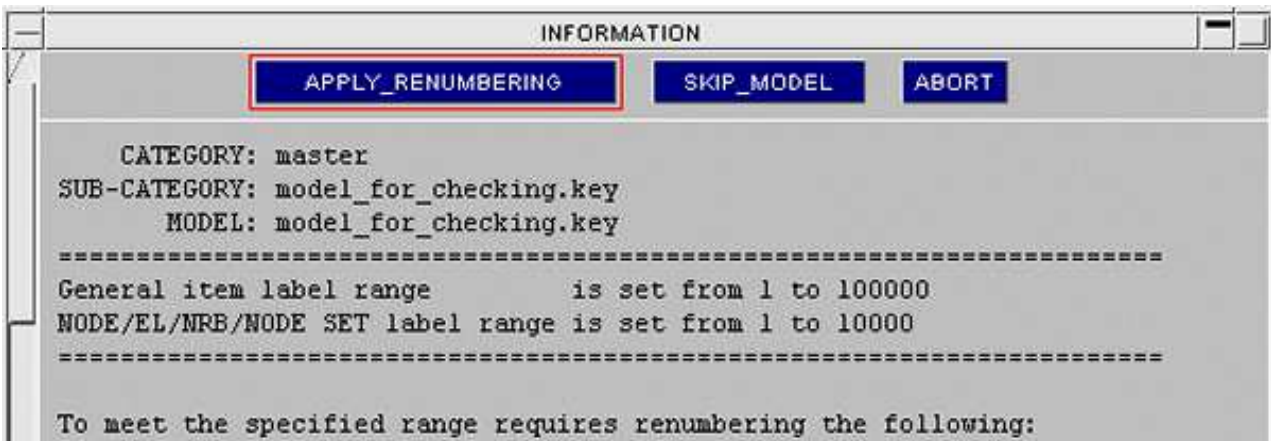 INFORMATION
APPLY_RENUMBERING SKIP_MODEL ABORT
CATEGORY: master
SUB-CATEGORY: model_for_checking.key
MODEL: model_for_checking.key
=======================================================================
General item label range is set from 1 to 100000
NODE/EL/NRB/NODE SET label range is set from 1 to 10000
=======================================================================
To meet the specified range requires renumbering the following: